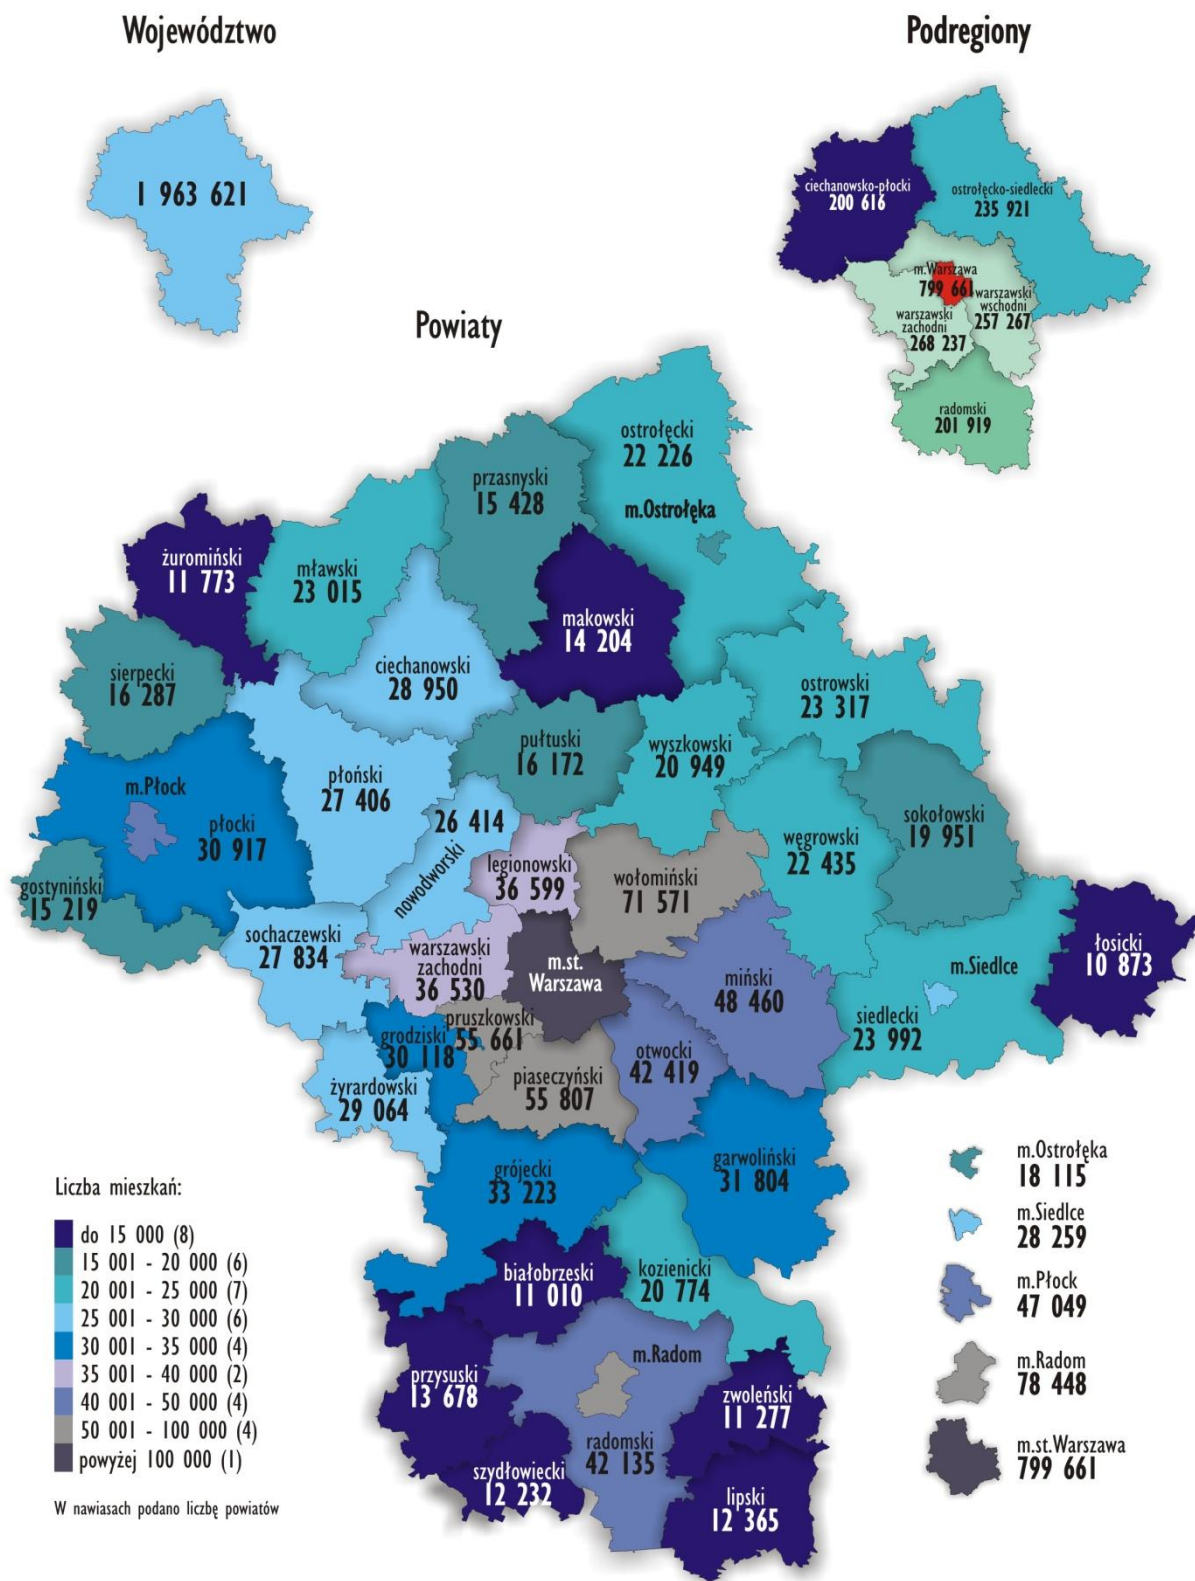 Województwo
1 963 621
Podregiony
ciechanowsko-płocki
200 616
ostrołęcko-siedlecki
235 921
m.Warszawa
799 661
warszawski
wschodni
257 267
warszawski
zachodni
268 237
radomski
201 919
Powiaty
ostrołęcki
22 226
m.Ostrołęka
przasnyski
15 428
żuromiński
11 773
mławski
23 015
makowski
14 204
ciechanowski
28 950
sierpecki
16 287
ostrowski
23 317
pułtuski
16 172
wyszkowski
20 949
płoński
27 406
m.Płock
płocki
30 917
26 414
nowodworski
sokołowski
19 951
węgrowski
22 435
legionowski
36 599
wołomiński
71 571
gostyniński
15 219
sochaczewski
27 834
warszawski
zachodni
36 530
m.st.
Warszawa
miński
48 460
m.Siedlce
siedlecki
23 992
łosicki
10 873
pruszkowski
55 661
grodziski
30 118
otwocki
42 419
piaseczyński
55 807
żyrardowski
29 064
grójecki
33 223
garwoliński
31 804
białobrzeski
11 010
kozienicki
20 774
m.Radom
przysuski
13 678
zwoleński
11 277
radomski
42 135
szydłowiecki
12 232
lipski
12 365
Liczba mieszkań:
do 15 000 (8)
15 001 - 20 000 (6)
20 001 - 25 000 (7)
25 001 - 30 000 (6)
30 001 - 35 000 (4)
35 001 - 40 000 (2)
40 001 - 50 000 (4)
50 001 - 100 000 (4)
powyżej 100 000 (1)
W nawiasach podano liczbę powiatów
m.Ostrołęka
18 115
m.Siedlce
28 259
m.Płock
47 049
m.Radom
78 448
m.st.Warszawa
799 661